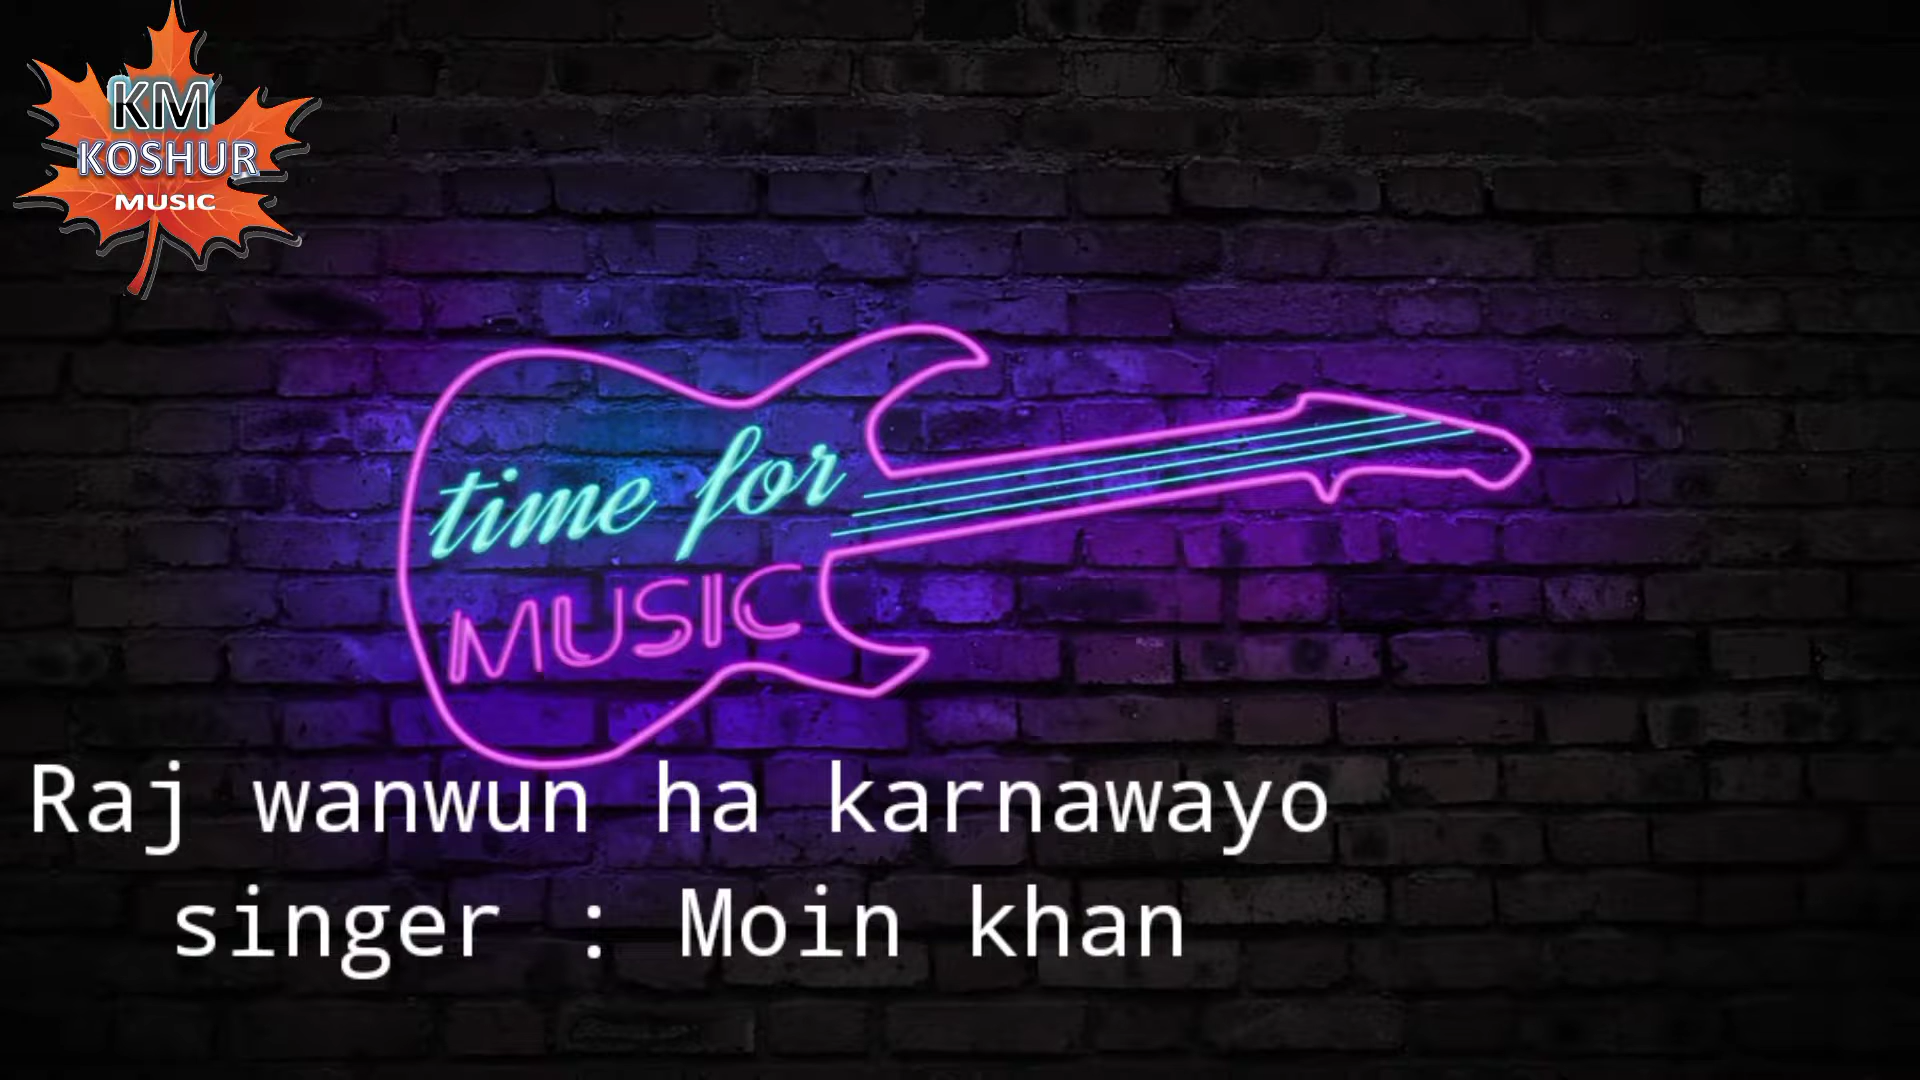 KM
KOSHUR
MUSIC
time for
MUSIC
Raj wanwun ha karnawayo
singer : Moin khan